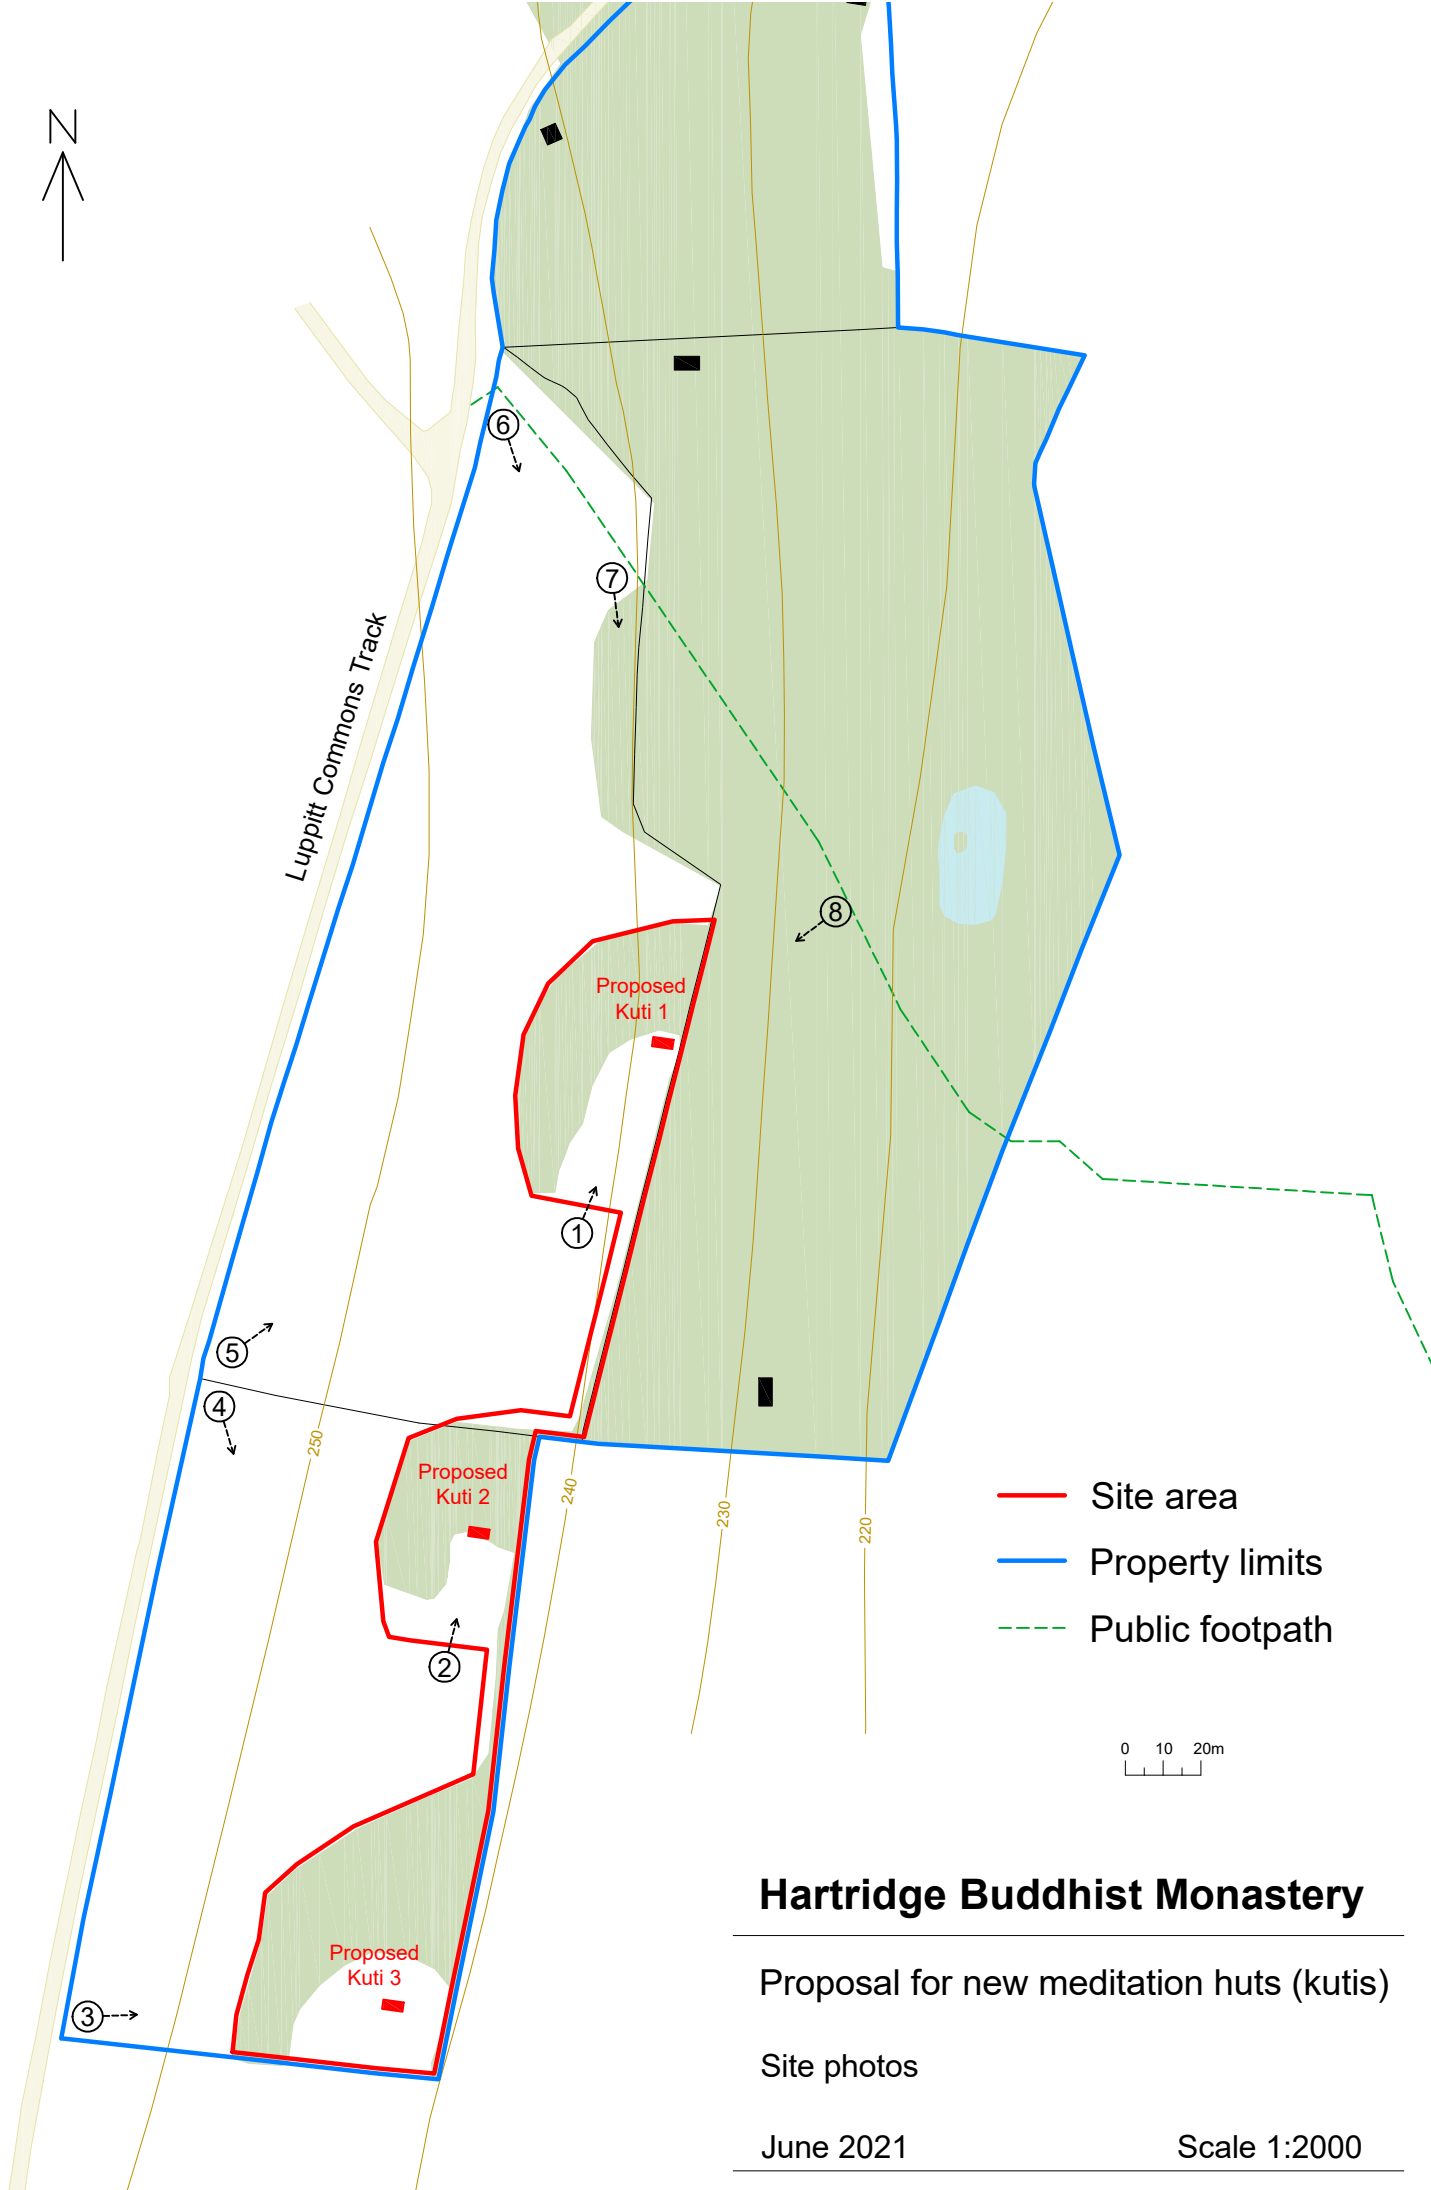 N
6
7
Luppitt Commons Track
8
Proposed
Kuti 1
1
5
4
250
Proposed
Kuti 2
240
230
220
2
Site area
Property limits
Public footpath
0 10 20m
Proposed
Kuti 3
3
Hartridge Buddhist Monastery
Proposal for new meditation huts (kutis)
Site photos
June 2021 Scale 1:2000